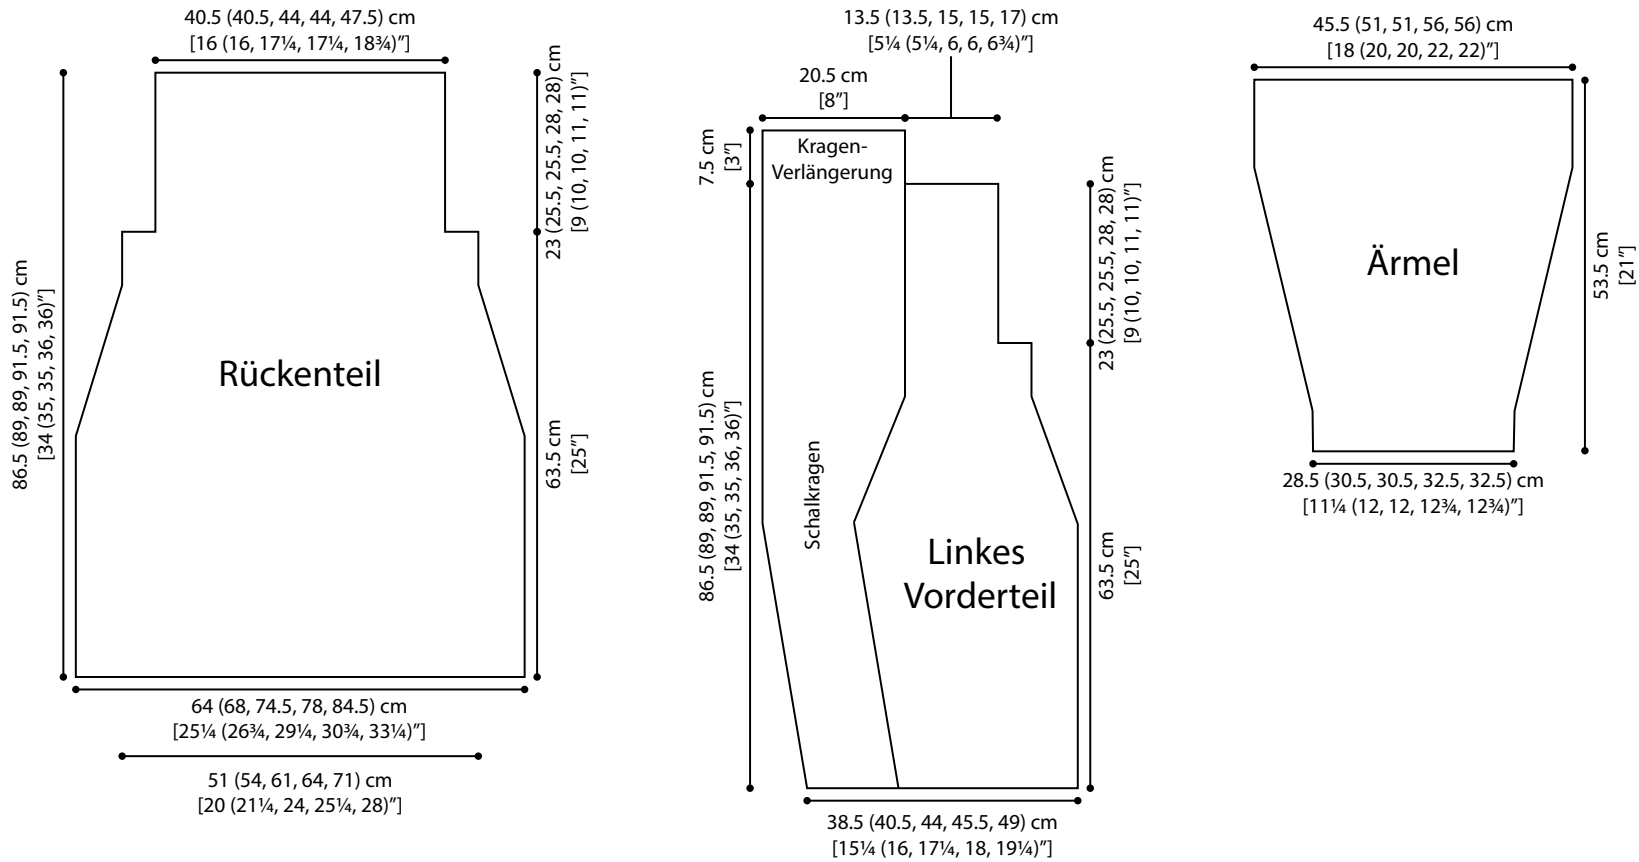 40.5 (40.5, 44, 44, 47.5) cm
[16 (16, 17¼, 17¼, 18¾)”]
23 (25.5, 25.5, 28, 28) cm
[9 (10, 10, 11, 11)”]
86.5 (89, 89, 91.5, 91.5) cm
[34 (35, 35, 36, 36)”]
Rückenteil
63.5 cm
[25”]
64 (68, 74.5, 78, 84.5) cm
[25¼ (26¾, 29¼, 30¾, 33¼)”]
51 (54, 61, 64, 71) cm
[20 (21¼, 24, 25¼, 28)”]
13.5 (13.5, 15, 15, 17) cm
[5¼ (5¼, 6, 6, 6¾)”]
20.5 cm
[8”]
7.5 cm
[3”]
Kragen-
Verlängerung
23 (25.5, 25.5, 28, 28) cm
[9 (10, 10, 11, 11)”]
86.5 (89, 89, 91.5, 91.5) cm
[34 (35, 35, 36, 36)”]
Schalkragen
Linkes
Vorderteil
63.5 cm
[25”]
38.5 (40.5, 44, 45.5, 49) cm
[15¼ (16, 17¼, 18, 19¼)”]
45.5 (51, 51, 56, 56) cm
[18 (20, 20, 22, 22)”]
Ärmel
53.5 cm
[21”]
28.5 (30.5, 30.5, 32.5, 32.5) cm
[11¼ (12, 12, 12¾, 12¾)”]